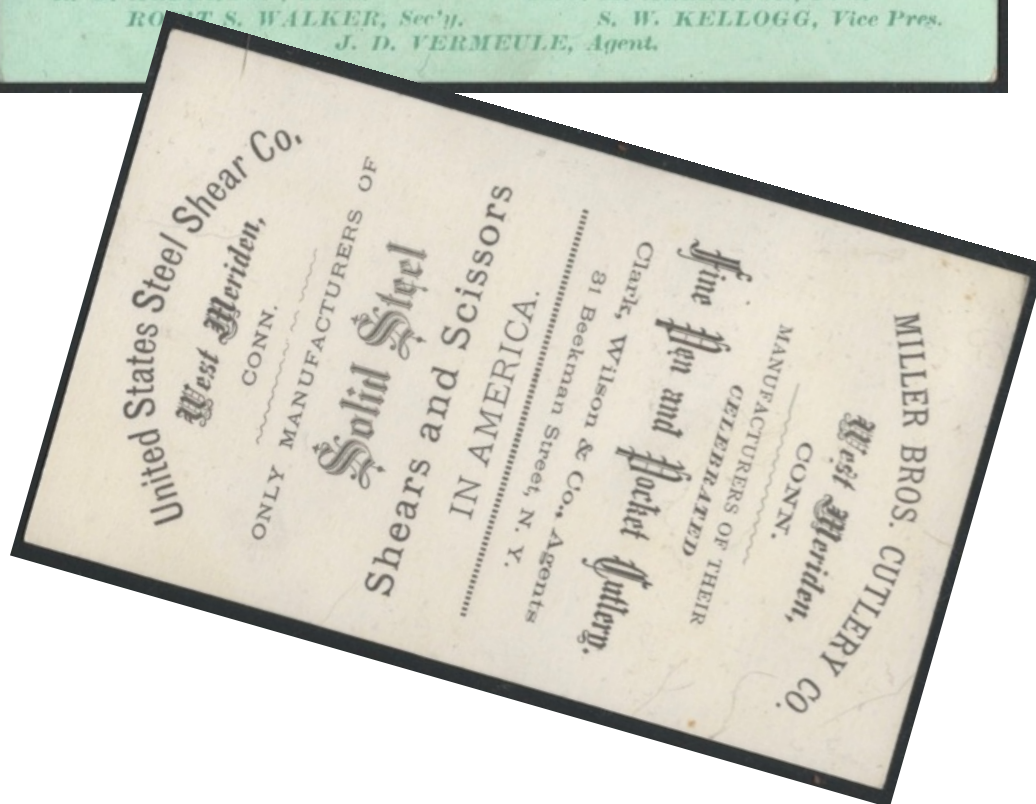 ROBT S. WALKER, Sec'y. S. W. KELLOGG, Vice Pres.
J. D. VERMEULE, Agent.
United States Steel Shear Co.
West Meriden,
CONN.
ONLY MANUFACTURERS OF
Solid Steel
Shears and Scissors
IN AMERICA.
MILLER BROS. CUTLERY CO.
West Meriden,
CONN.
MANUFACTURERS OF THEIR
CELEBRATED
Fine Pen and Pocket Cutlery.
Clark, Wilson & Co., Agents
81 Beekman Street, N. Y.